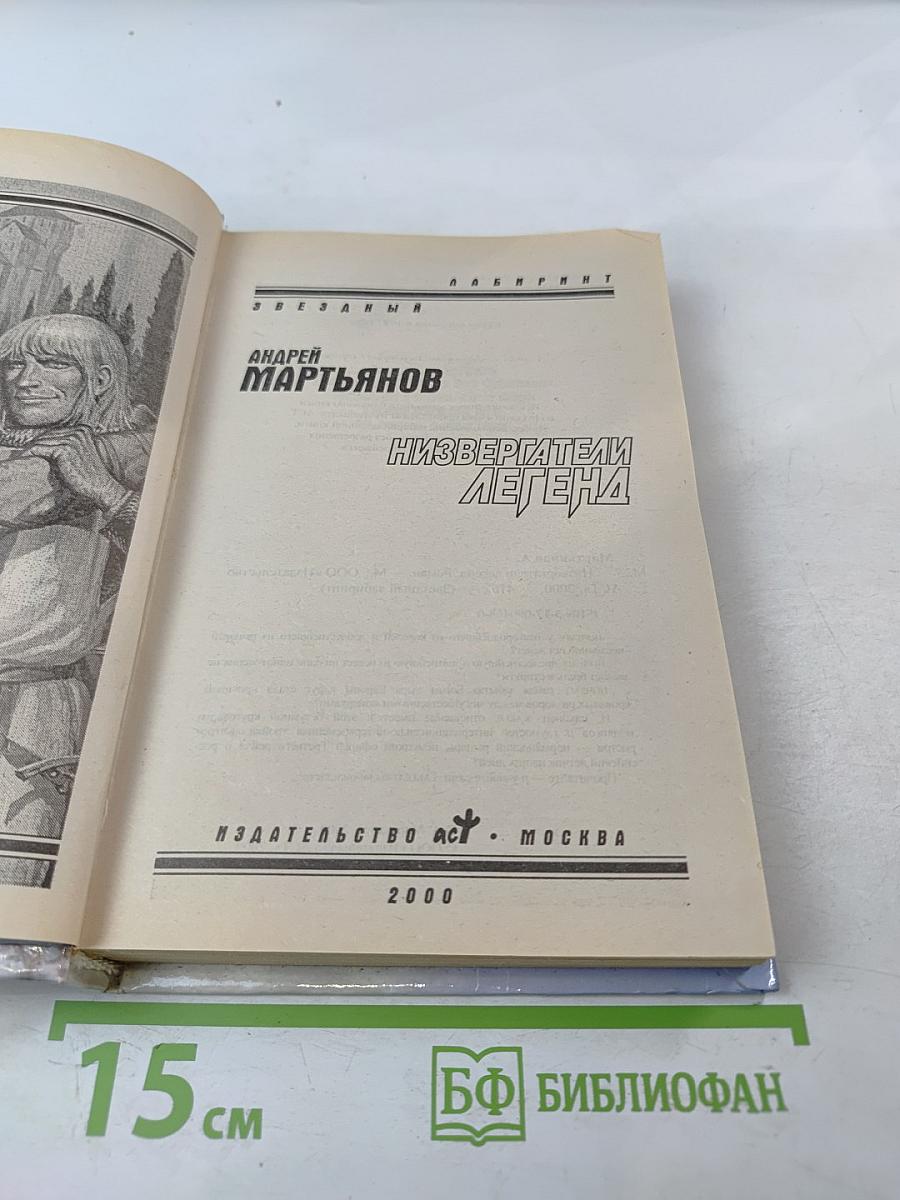 ЛАБИРИНТ
ЗВЕЗДНЫЙ
АНДРЕЙ
МАРТЬЯНОВ
НИЗВЕРГАТЕЛИ
ЛЕГЕНД
ИЗДАТЕЛЬСТВО АСТ • МОСКВА
2000
15 см
БФ БИБЛИОФАН